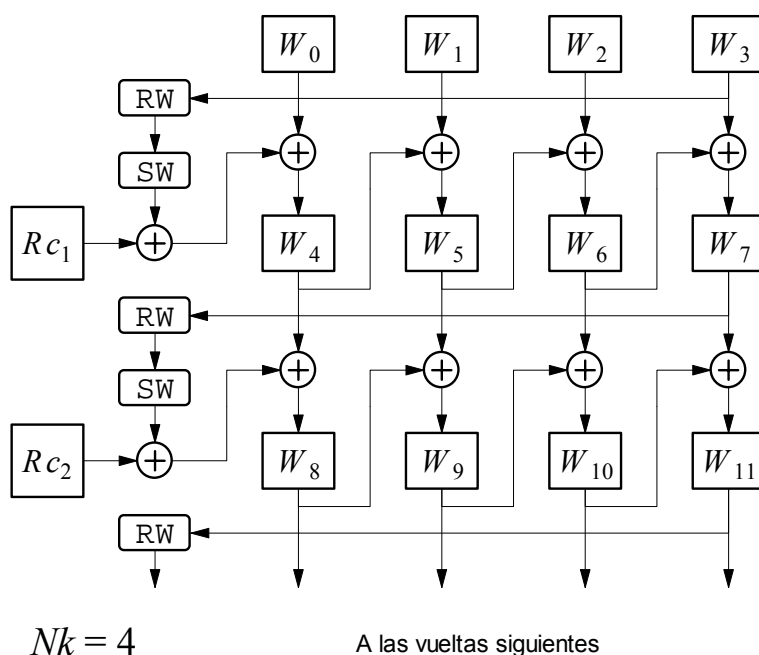 W0 W1 W2 W3
RW
SW
Rc1 W4 W5 W6 W7
RW
SW
Rc2 W8 W9 W10 W11
RW
Nk = 4 A las vueltas siguientes